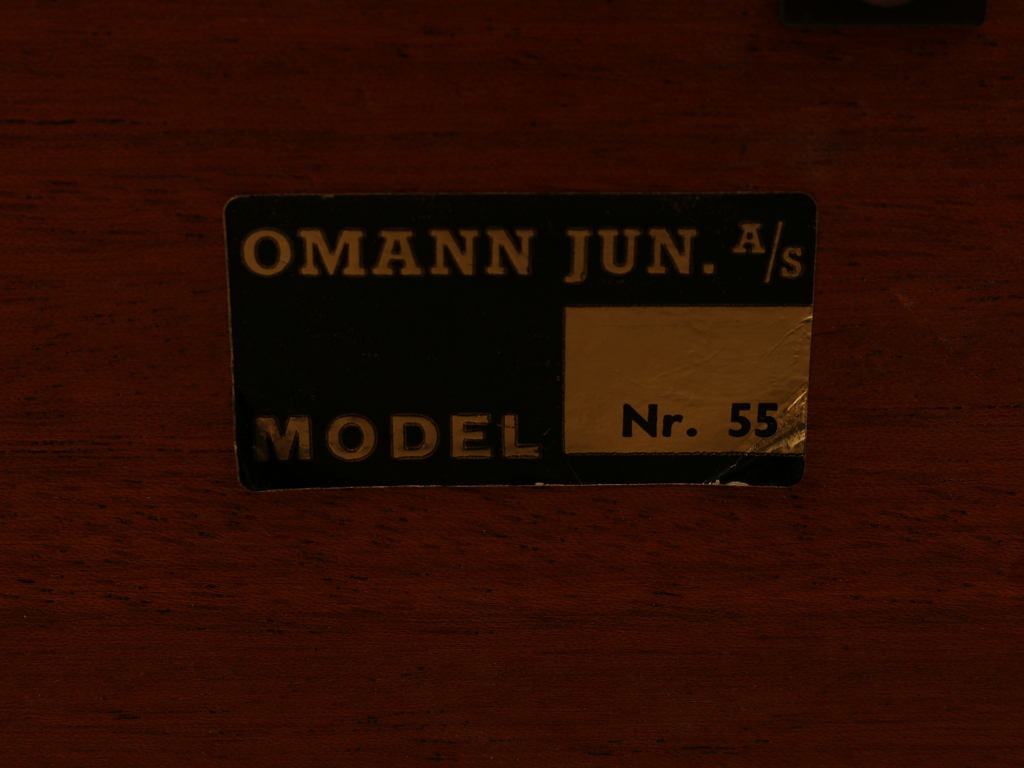 OMANN JUN. A/S
MODEL Nr. 55